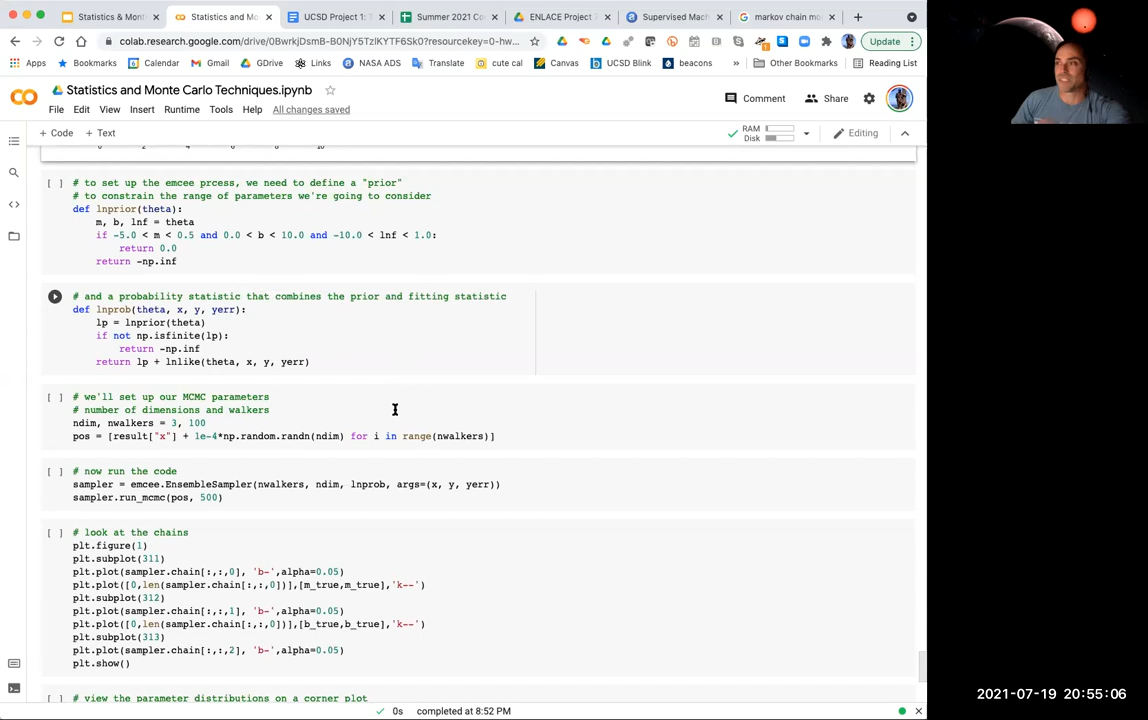 Statistics & Mont
Statistics and Mo
UCSD Project 1: T
Summer 2021 Co
ENLACE Project 7
Supervised Mac
markov chain mo
colab.research.google.com/drive/0BwrkjDsmB-B0NjY5TzlKYTF6Sk0?resourcekey=0-hw...
Update
Apps
Bookmarks
Calendar
Gmail
GDrive
Links
NASA ADS
Translate
cute cal
Canvas
UCSD Blink
beacons
»
Other Bookmarks
Reading List
Statistics and Monte Carlo Techniques.ipynb
File Edit View Insert Runtime Tools Help All changes saved
Comment
Share
+ Code + Text
RAM
Disk
Editing
0 2 4 6 8 10
[ ] # to set up the emcee prcess, we need to define a "prior"
# to constrain the range of parameters we're going to consider
def lnprior(theta):
m, b, lnf = theta
if -5.0 < m < 0.5 and 0.0 < b < 10.0 and -10.0 < lnf < 1.0:
return 0.0
return -np.inf
# and a probability statistic that combines the prior and fitting statistic
def lnprob(theta, x, y, yerr):
lp = lnprior(theta)
if not np.isfinite(lp):
return -np.inf
return lp + lnlike(theta, x, y, yerr)
[ ] # we'll set up our MCMC parameters
# number of dimensions and walkers
ndim, nwalkers = 3, 100
pos = [result["x"] + 1e-4*np.random.randn(ndim) for i in range(nwalkers)]
[ ] # now run the code
sampler = emcee.EnsembleSampler(nwalkers, ndim, lnprob, args=(x, y, yerr))
sampler.run_mcmc(pos, 500)
[ ] # look at the chains
plt.figure(1)
plt.subplot(311)
plt.plot(sampler.chain[:,:,0], 'b-',alpha=0.05)
plt.plot([0,len(sampler.chain[:,:,0])],[m_true,m_true],'k--')
plt.subplot(312)
plt.plot(sampler.chain[:,:,1], 'b-',alpha=0.05)
plt.plot([0,len(sampler.chain[:,:,0])],[b_true,b_true],'k--')
plt.subplot(313)
plt.plot(sampler.chain[:,:,2], 'b-',alpha=0.05)
plt.show()
[ ] # view the parameter distributions on a corner plot
0s completed at 8:52 PM
2021-07-19 20:55:06